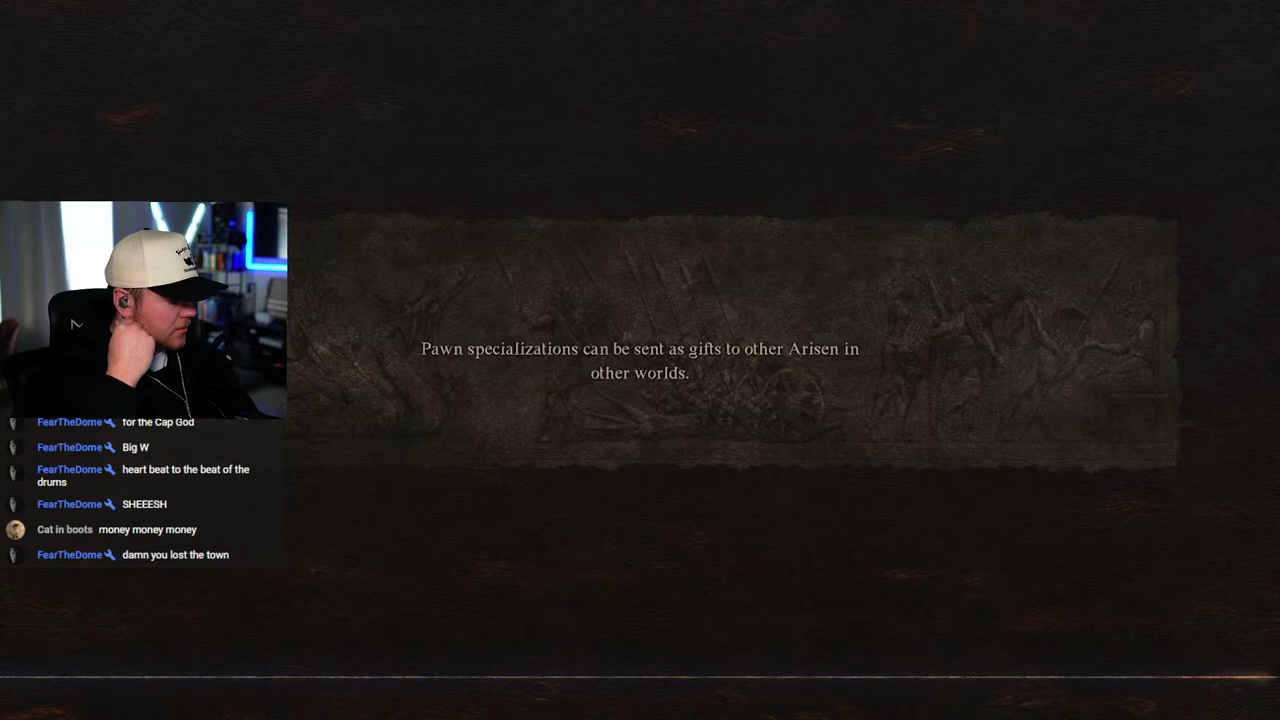 Pawn specializations can be sent as gifts to other Arisen in
other worlds.
FearTheDome for the Cap God
FearTheDome Big W
FearTheDome heart beat to the beat of the
drums
FearTheDome SHEEESH
Cat in boots money money money
FearTheDome damn you lost the town